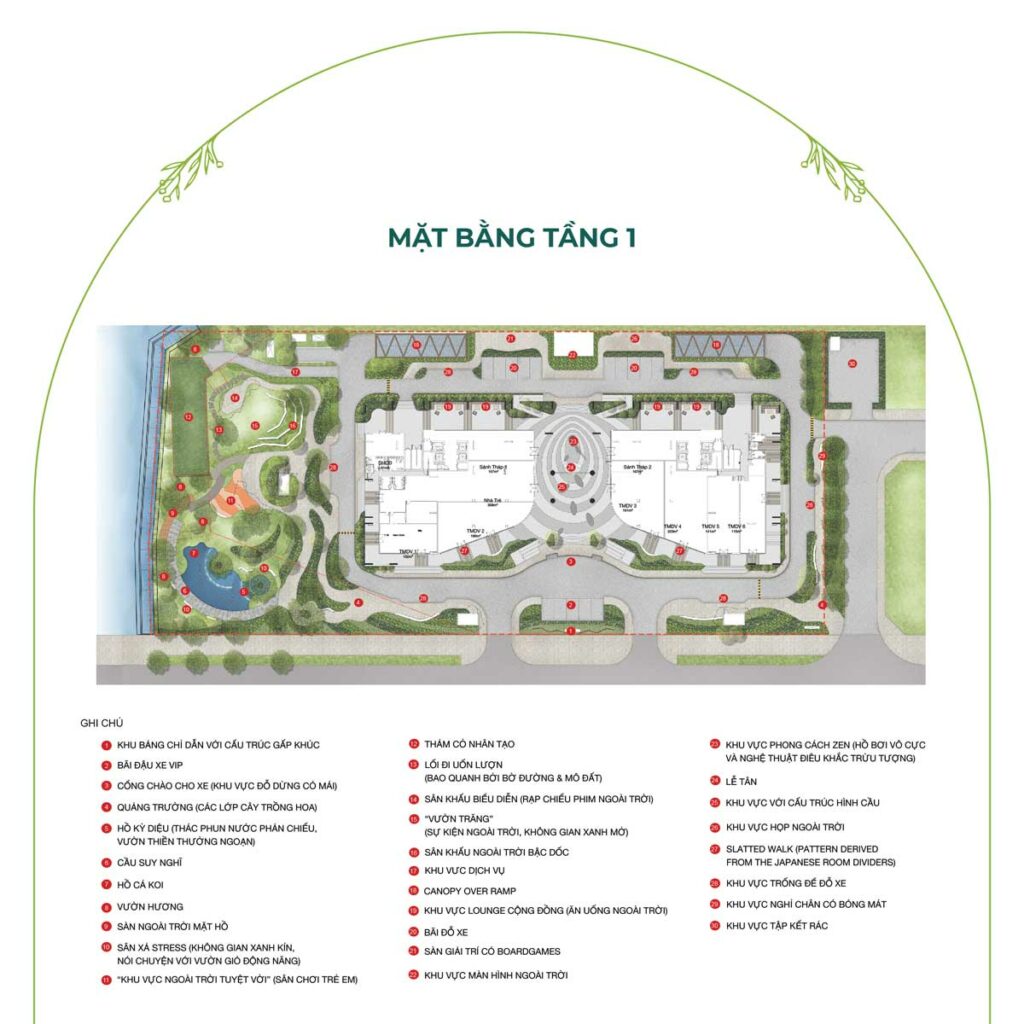 MẶT BẰNG TẦNG 1
SHOP
Sảnh Tháp 1
Nhà Trẻ
TMDV 1
TMDV 2
Sảnh Tháp 2
TMDV 3
TMDV 4
TMDV 5
TMDV 6
GHI CHÚ
1 KHU BẢNG CHỈ DẪN VỚI CẤU TRÚC GẤP KHÚC
2 BÃI ĐẬU XE VIP
3 CỔNG CHÀO CHO XE (KHU VỰC ĐỖ DỪNG CÓ MÁI)
4 QUẢNG TRƯỜNG (CÁC LỚP CÂY TRỒNG HOA)
5 HỒ KỲ DIỆU (THÁC PHUN NƯỚC PHẢN CHIẾU,
VƯỜN THIỀN THƯỞNG NGOẠN)
6 CẦU SUY NGHĨ
7 HỒ CÁ KOI
8 VƯỜN HƯƠNG
9 SÀN NGOÀI TRỜI MẶT HỒ
10 SÂN XẢ STRESS (KHÔNG GIAN XANH KÍN,
NÓI CHUYỆN VỚI VƯỜN GIÓ ĐỘNG NĂNG)
11 "KHU VỰC NGOÀI TRỜI TUYỆT VỜI" (SÂN CHƠI TRẺ EM)
12 THẢM CỎ NHÂN TẠO
13 LỐI ĐI UỐN LƯỢN
(BAO QUANH BỞI BỜ ĐƯỜNG & MÔ ĐẤT)
14 SÂN KHẤU BIỂU DIỄN (RẠP CHIẾU PHIM NGOÀI TRỜI)
15 "VƯỜN TRĂNG"
(SỰ KIỆN NGOÀI TRỜI, KHÔNG GIAN XANH MỞ)
16 SÂN KHẤU NGOÀI TRỜI BẬC DỐC
17 KHU VỰC DỊCH VỤ
18 CANOPY OVER RAMP
19 KHU VỰC LOUNGE CỘNG ĐỒNG (ĂN UỐNG NGOÀI TRỜI)
20 BÃI ĐỖ XE
21 SÀN GIẢI TRÍ CÓ BOARDGAMES
22 KHU VỰC MÀN HÌNH NGOÀI TRỜI
23 KHU VỰC PHONG CÁCH ZEN (HỒ BƠI VÔ CỰC
VÀ NGHỆ THUẬT ĐIÊU KHẮC TRỪU TƯỢNG)
24 LỄ TÂN
25 KHU VỰC VỚI CẤU TRÚC HÌNH CẦU
26 KHU VỰC HỌP NGOÀI TRỜI
27 SLATTED WALK (PATTERN DERIVED
FROM THE JAPANESE ROOM DIVIDERS)
28 KHU VỰC TRỐNG ĐỂ ĐỖ XE
29 KHU VỰC NGHỈ CHÂN CÓ BÓNG MÁT
30 KHU VỰC TẬP KẾT RÁC